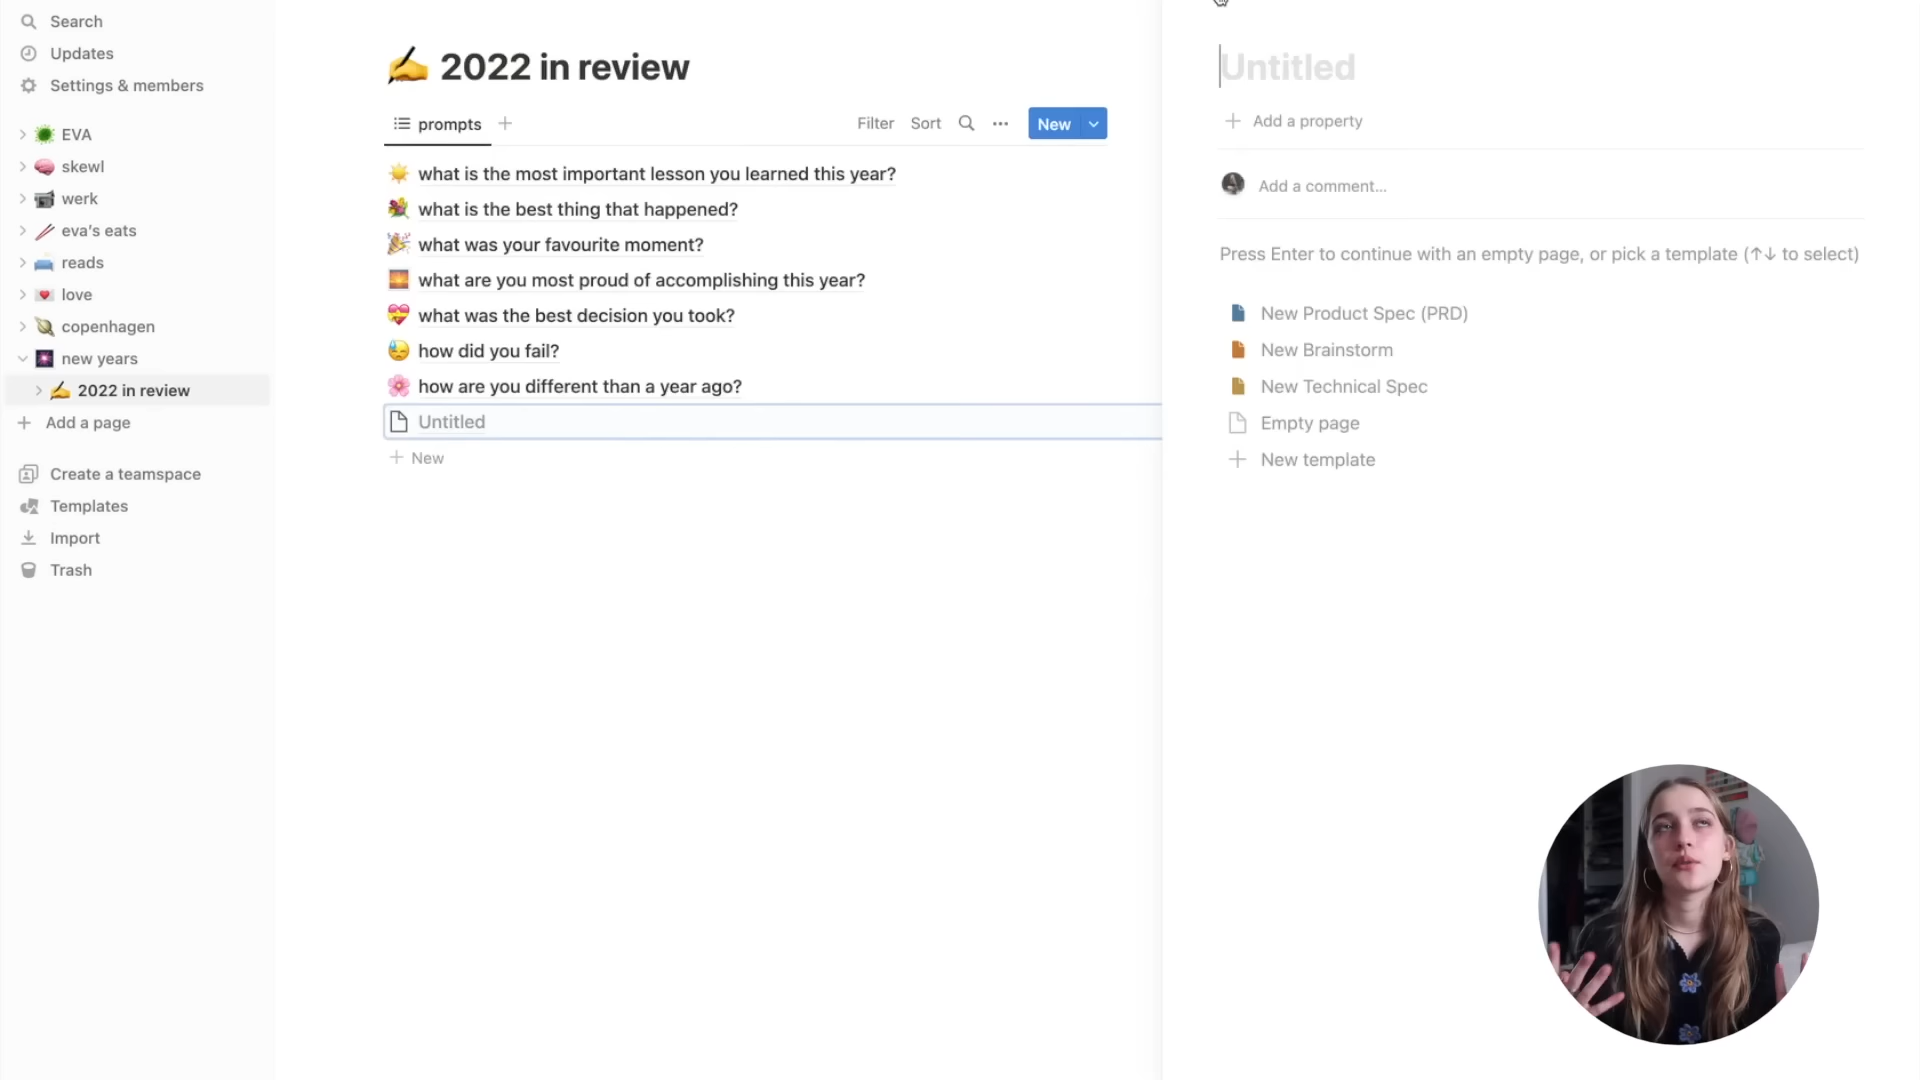 Search
Updates
Settings & members
EVA
skewl
werk
eva's eats
reads
love
copenhagen
new years
2022 in review
Add a page
Create a teamspace
Templates
Import
Trash
2022 in review
prompts
Filter Sort
New
what is the most important lesson you learned this year?
what is the best thing that happened?
what was your favourite moment?
what are you most proud of accomplishing this year?
what was the best decision you took?
how did you fail?
how are you different than a year ago?
Untitled
New
Untitled
Add a property
Add a comment...
Press Enter to continue with an empty page, or pick a template (↑↓ to select)
New Product Spec (PRD)
New Brainstorm
New Technical Spec
Empty page
New template